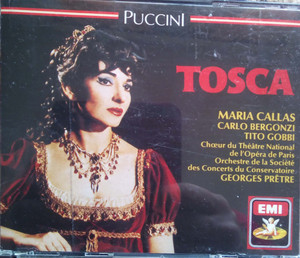 PUCCINI
TOSCA
MARIA CALLAS
CARLO BERGONZI
TITO GOBBI
Chœur du Théâtre National
de l'Opéra de Paris
Orchestre de la Société
des Concerts du Conservatoire
GEORGES PRÊTRE
EMI